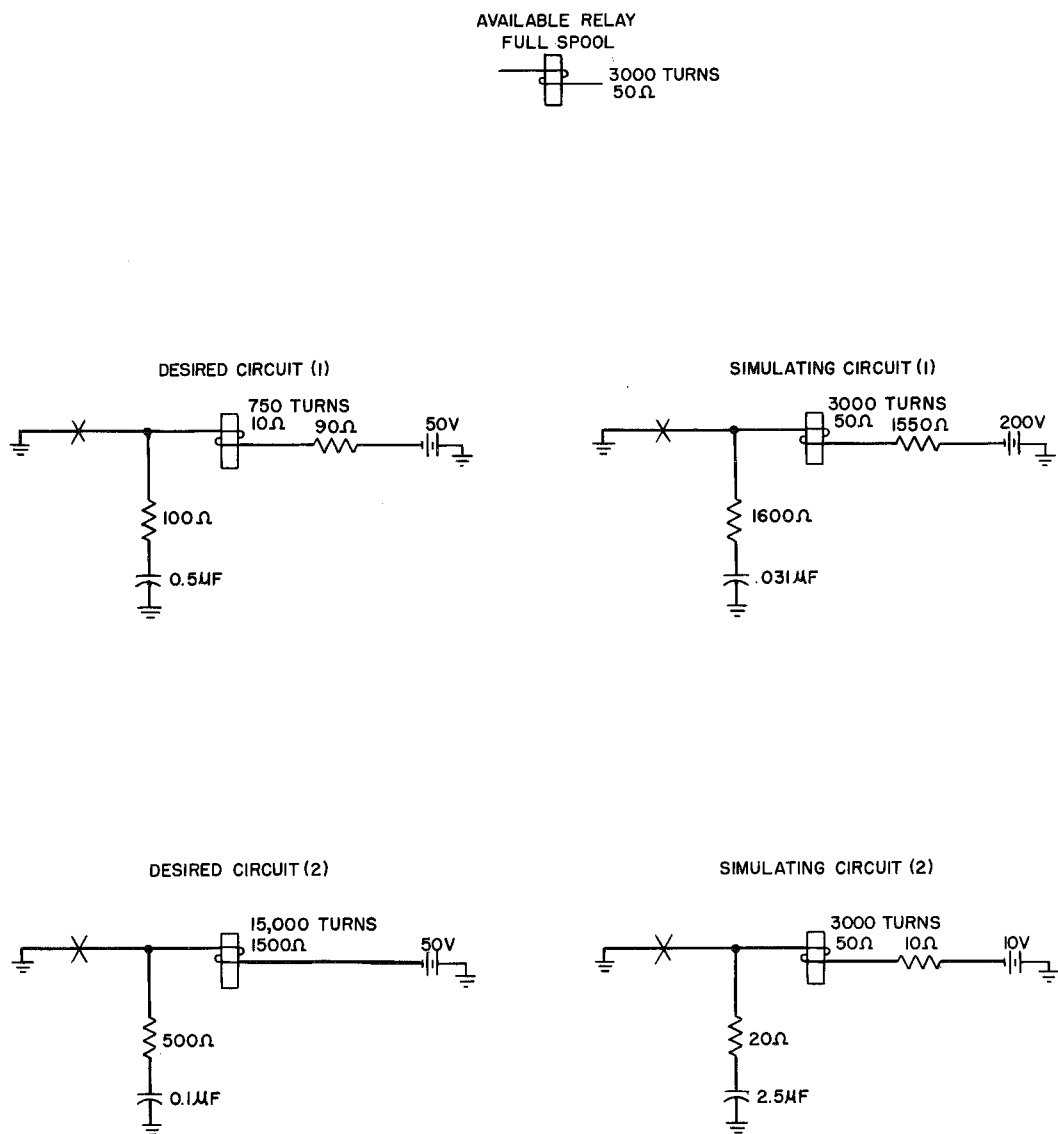 AVAILABLE RELAY
FULL SPOOL
3000 TURNS
50Ω
DESIRED CIRCUIT (1)
750 TURNS
10Ω 90Ω 50V
100Ω
0.5μF
SIMULATING CIRCUIT (1)
3000 TURNS
50Ω 1550Ω 200V
1600Ω
.031μF
DESIRED CIRCUIT (2)
15,000 TURNS
1500Ω 50V
500Ω
0.1μF
SIMULATING CIRCUIT (2)
3000 TURNS
50Ω 10Ω 10V
20Ω
2.5μF